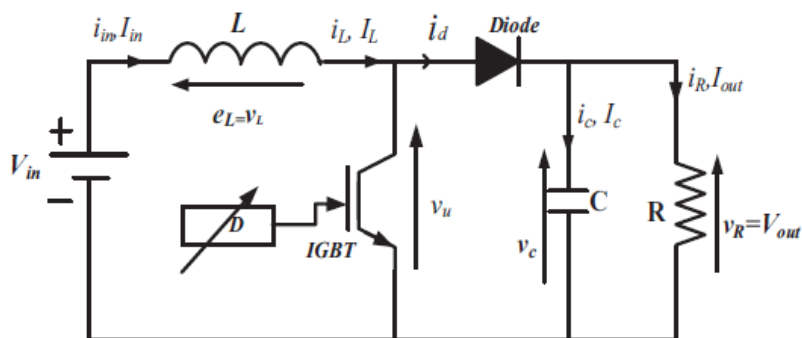 i_in, I_in
L
i_L, I_L
i_d
Diode
e_L=v_L
i_c, I_c
i_R, I_out
+
V_in
-
D
IGBT
v_u
v_c
C
R
v_R=V_out